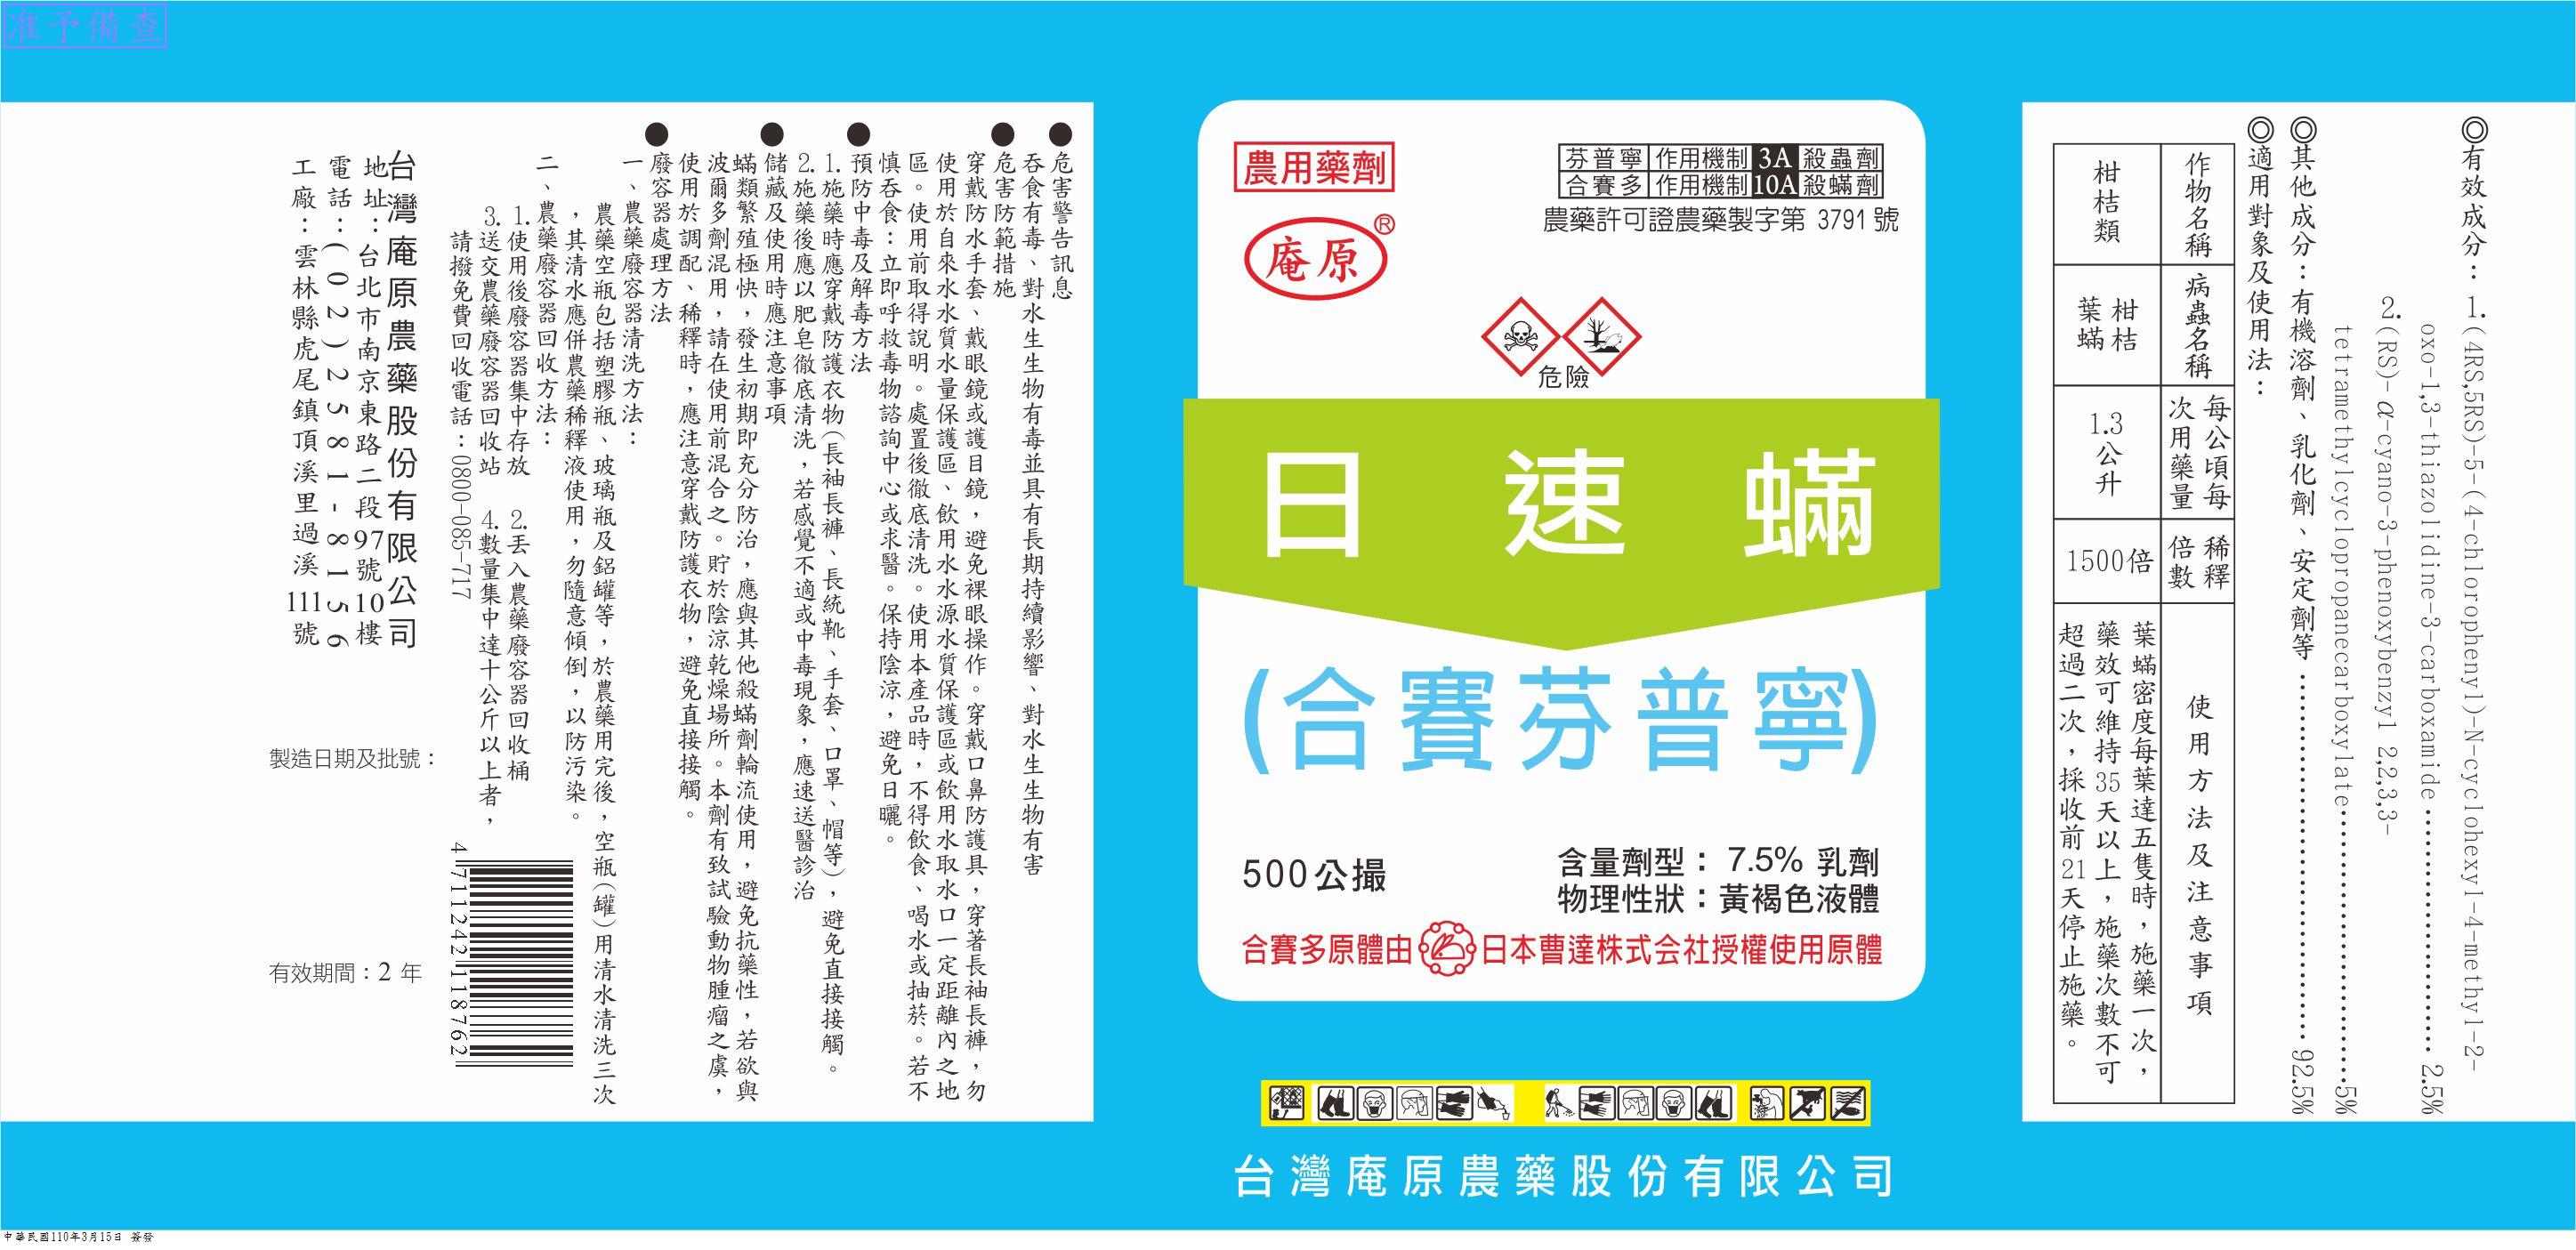 准予備查
農用藥劑
庵原®
芬普寧 作用機制 3A 殺蟲劑
合賽多 作用機制 10A 殺蟎劑
農藥許可證農藥製字第 3791 號
危險
日速蟎
(合賽芬普寧)
500公撮
含量劑型：7.5% 乳劑
物理性狀：黃褐色液體
合賽多原體由日本曹達株式会社授權使用原體
台灣庵原農藥股份有限公司
◎有效成分：1.(4RS,5RS)-5-(4-chlorophenyl)-N-cyclohexyl-4-methyl-2-
oxo-1,3-thiazolidine-3-carboxamide 2.5%
2.(RS)-α-cyano-3-phenoxybenzyl 2,2,3,3-
tetramethylcyclopropanecarboxylate 5%
◎其他成分：有機溶劑、乳化劑、安定劑等 92.5%
◎適用對象及使用法：
作物名稱
病蟲名稱
每公頃每
次用藥量
稀釋
倍數
使用方法及注意事項
柑桔類
柑桔
葉蟎
1.3公升
1500倍
葉蟎密度每葉達五隻時，施藥一次，
藥效可維持35天以上，施藥次數不可
超過二次，採收前21天停止施藥。
●危害警告訊息
吞食有毒、對水生生物有毒並具有長期持續影響、對水生生物有害
●危害防範措施
穿戴防水手套、戴眼鏡或護目鏡，避免裸眼操作。穿戴口鼻防護具，穿著長袖長褲，勿
使用於自來水水質水量保護區、飲用水水源水質保護區或飲用水取水口一定距離內之地
區。使用前取得說明。處置後徹底清洗。使用本產品時，不得飲食、喝水或抽菸。若不
慎吞食：立即呼救毒物諮詢中心或求醫。保持陰涼，避免日曬。
●預防中毒及解毒方法
1.施藥時應穿戴防護衣物(長袖長褲、長統靴、手套、口罩、帽等)，避免直接接觸。
2.施藥後應以肥皂徹底清洗，若感覺不適或中毒現象，應速送醫診治
●儲藏及使用時應注意事項
蟎類繁殖極快，發生初期即充分防治，應與其他殺蟎劑輪流使用，避免抗藥性，若欲與
波爾多劑混用，請在使用前混合之。貯於陰涼乾燥場所。本劑有致試驗動物腫瘤之虞，
使用於調配、稀釋時，應注意穿戴防護衣物，避免直接接觸。
●廢容器處理方法
一、農藥廢容器清洗方法：
農藥空瓶包括塑膠瓶、玻璃瓶及鋁罐等，於農藥用完後，空瓶(罐)用清水清洗三次
，其清水應併農藥稀釋液使用，勿隨意傾倒，以防污染。
二、農藥廢容器回收方法：
1.使用後廢容器集中存放 2.丟入農藥廢容器回收桶
3.送交農藥廢容器回收站 4.數量集中達十公斤以上者，
請撥免費回收電話：0800-085-717
台灣庵原農藥股份有限公司
地址：台北市南京東路二段97號10樓
電話：(02)2581-8156
工廠：雲林縣虎尾鎮頂溪里過溪111號
製造日期及批號：
有效期間：2 年
4 711242 118762
中華民國110年3月15日 簽發